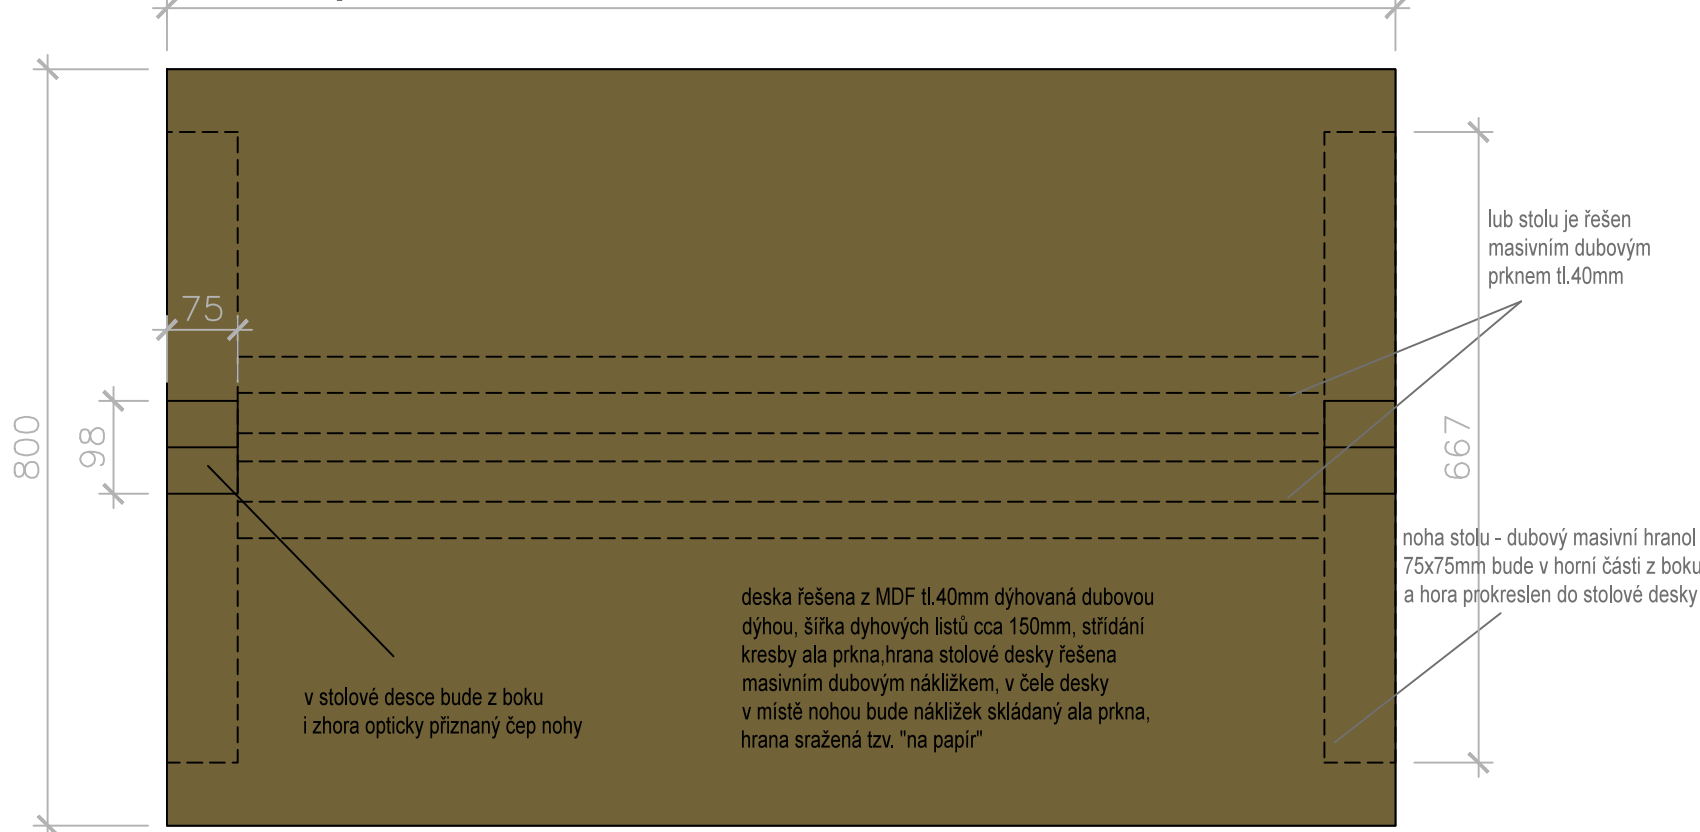 75
800
98
667
lub stolu je řešen
masivním dubovým
prknem tl.40mm
noha stolu - dubový masivní hranol
75x75mm bude v horní části z boku
a hora prokreslen do stolové desky
deska řešena z MDF tl.40mm dýhovaná dubovou
dýhou, šířka dyhových listů cca 150mm, střídání
kresby ala prkna,hrana stolové desky řešena
masivním dubovým nákližkem, v čele desky
v místě nohou bude nákližek skládaný ala prkna,
hrana sražená tzv. "na papír"
v stolové desce bude z boku
i zhora opticky přiznaný čep nohy